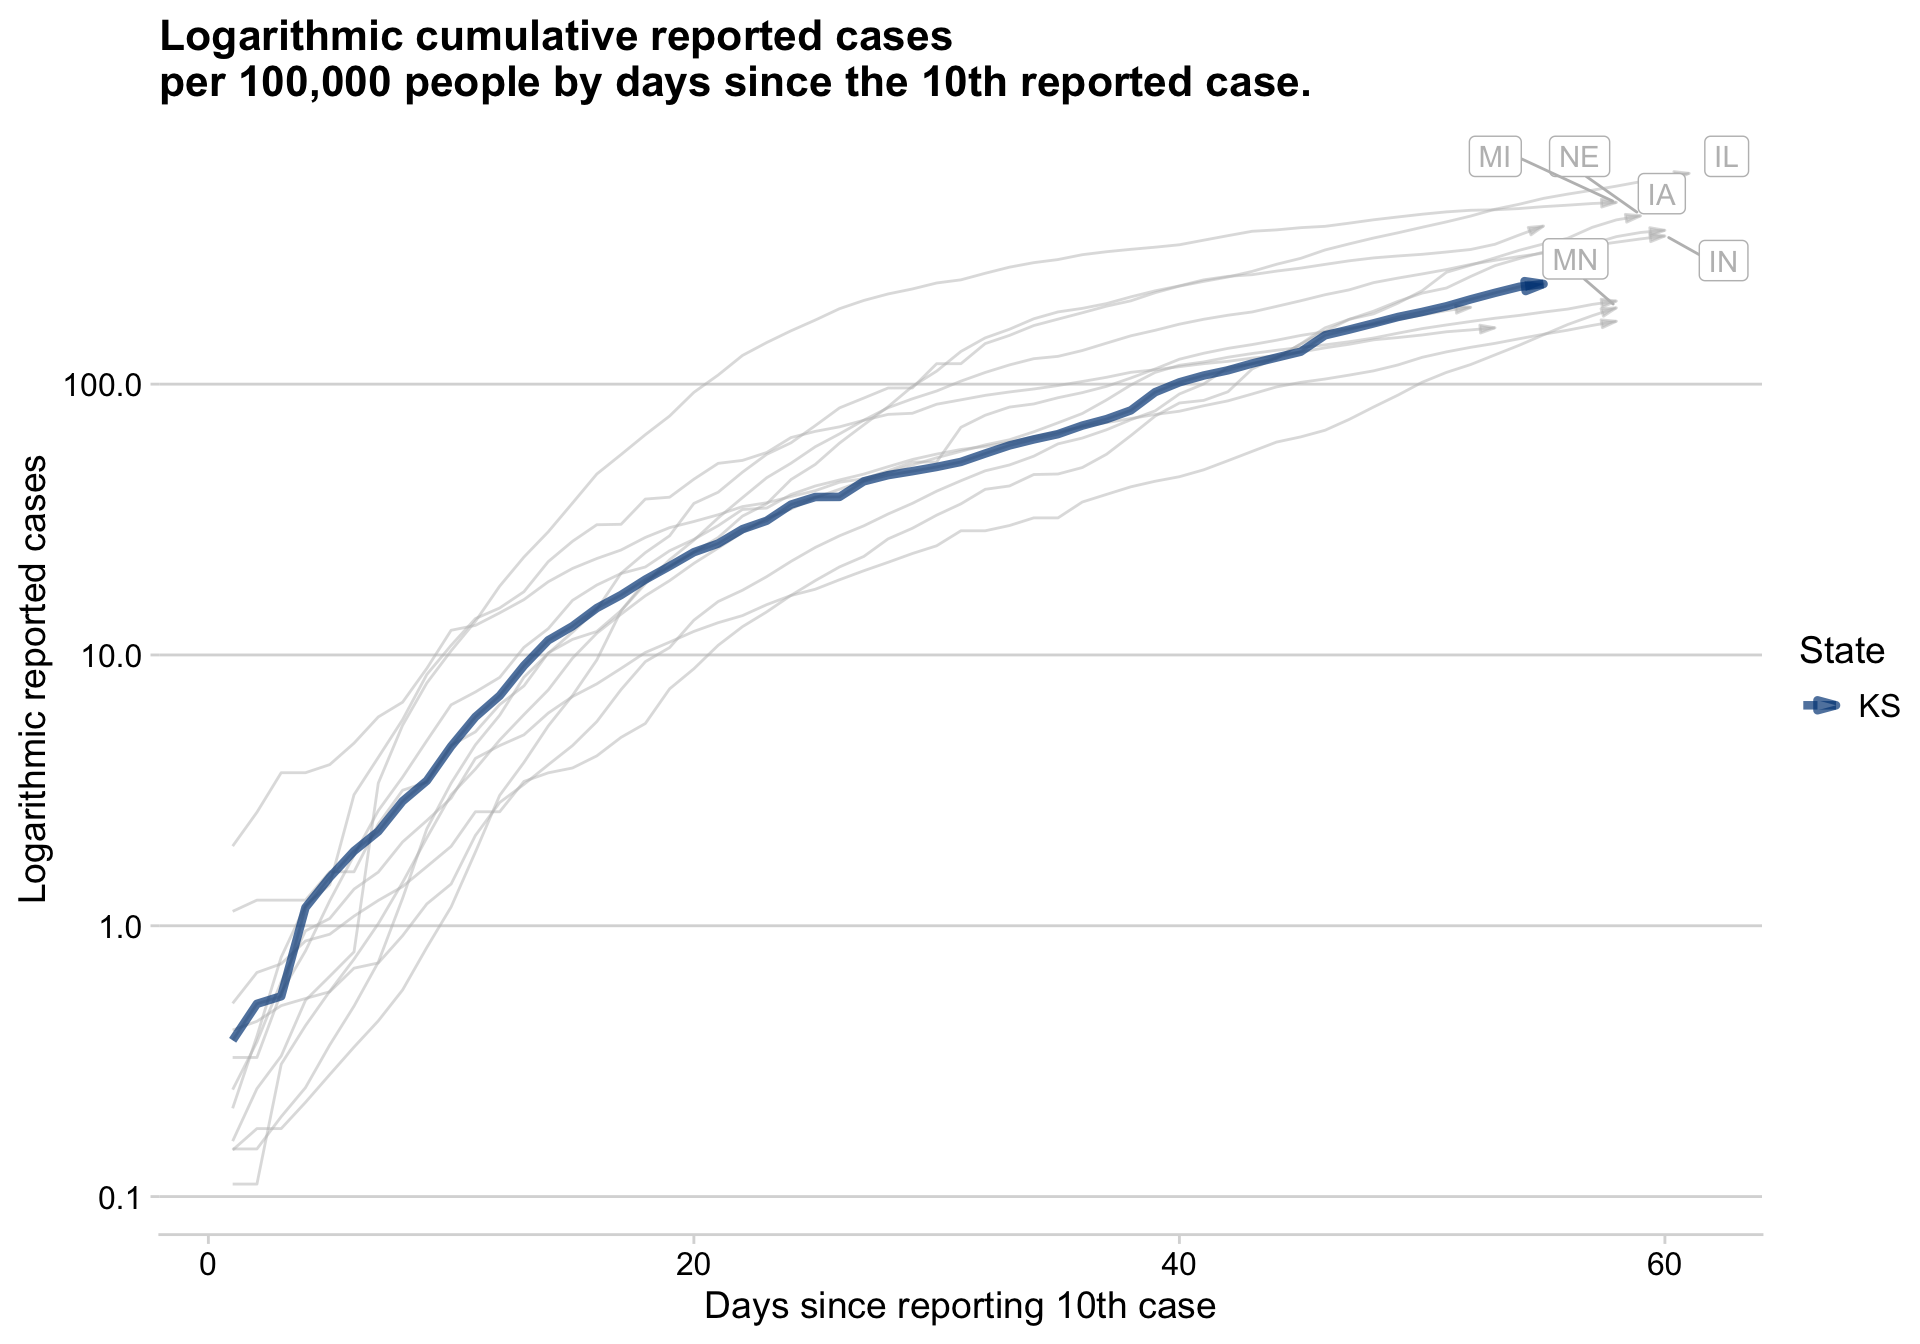 Logarithmic cumulative reported cases
per 100,000 people by days since the 10th reported case.
MI
NE
IL
IA
MN
IN
100.0
10.0
1.0
0.1
Logarithmic reported cases
State
KS
0
20
40
60
Days since reporting 10th case